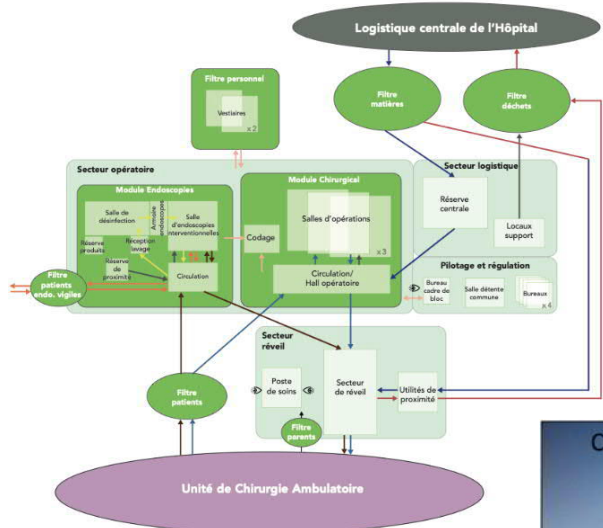 Logistique centrale de l'Hôpital
Filtre
matières
Filtre
déchets
Filtre personnel
Vestiaires
x 2
Secteur opératoire
Module Endoscopies
Salle de
désinfection
Armoire
endoscopes
Salle
d'endoscopies
interventionnelles
Réserve
produits
Réception
lavage
Réserve
de proximité
Circulation
Filtre
patients
endo. vigiles
Module Chirurgical
Salles d'opérations
x 3
Codage
Circulation/
Hall opératoire
Secteur logistique
Réserve
centrale
Locaux
support
Pilotage et régulation
Bureau
cadre de
bloc
Salle détente
commune
Bureaux
x 4
Secteur
réveil
Poste
de soins
Secteur
de réveil
Utilités de
proximité
Filtre
patients
Filtre
parents
Unité de Chirurgie Ambulatoire